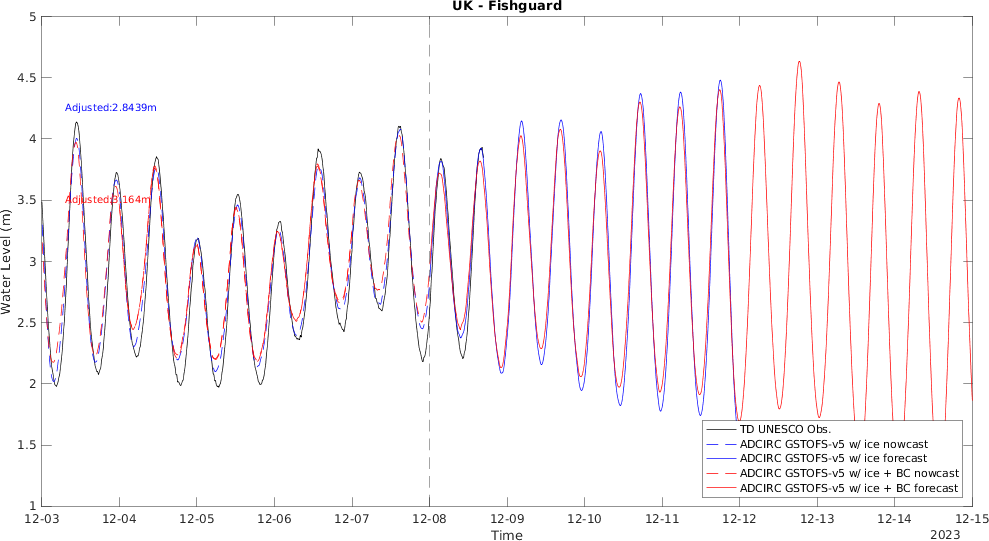 UK - Fishguard
5
4.5
4
3.5
3
2.5
2
1.5
1
Water Level (m)
Adjusted:2.8439m
Adjusted:3.164m
TD UNESCO Obs.
ADCIRC GSTOFS-v5 w/ ice nowcast
ADCIRC GSTOFS-v5 w/ ice forecast
ADCIRC GSTOFS-v5 w/ ice + BC nowcast
ADCIRC GSTOFS-v5 w/ ice + BC forecast
12-03 12-04 12-05 12-06 12-07 12-08 12-09 12-10 12-11 12-12 12-13 12-14 12-15
Time
2023